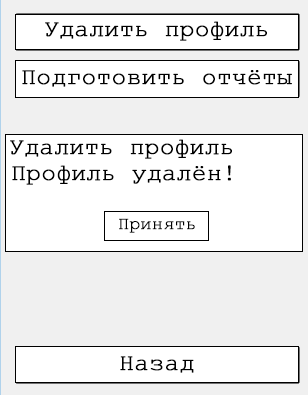 Удалить профиль
Подготовить отчёты
Удалить профиль
Профиль удалён!
Принять
Назад